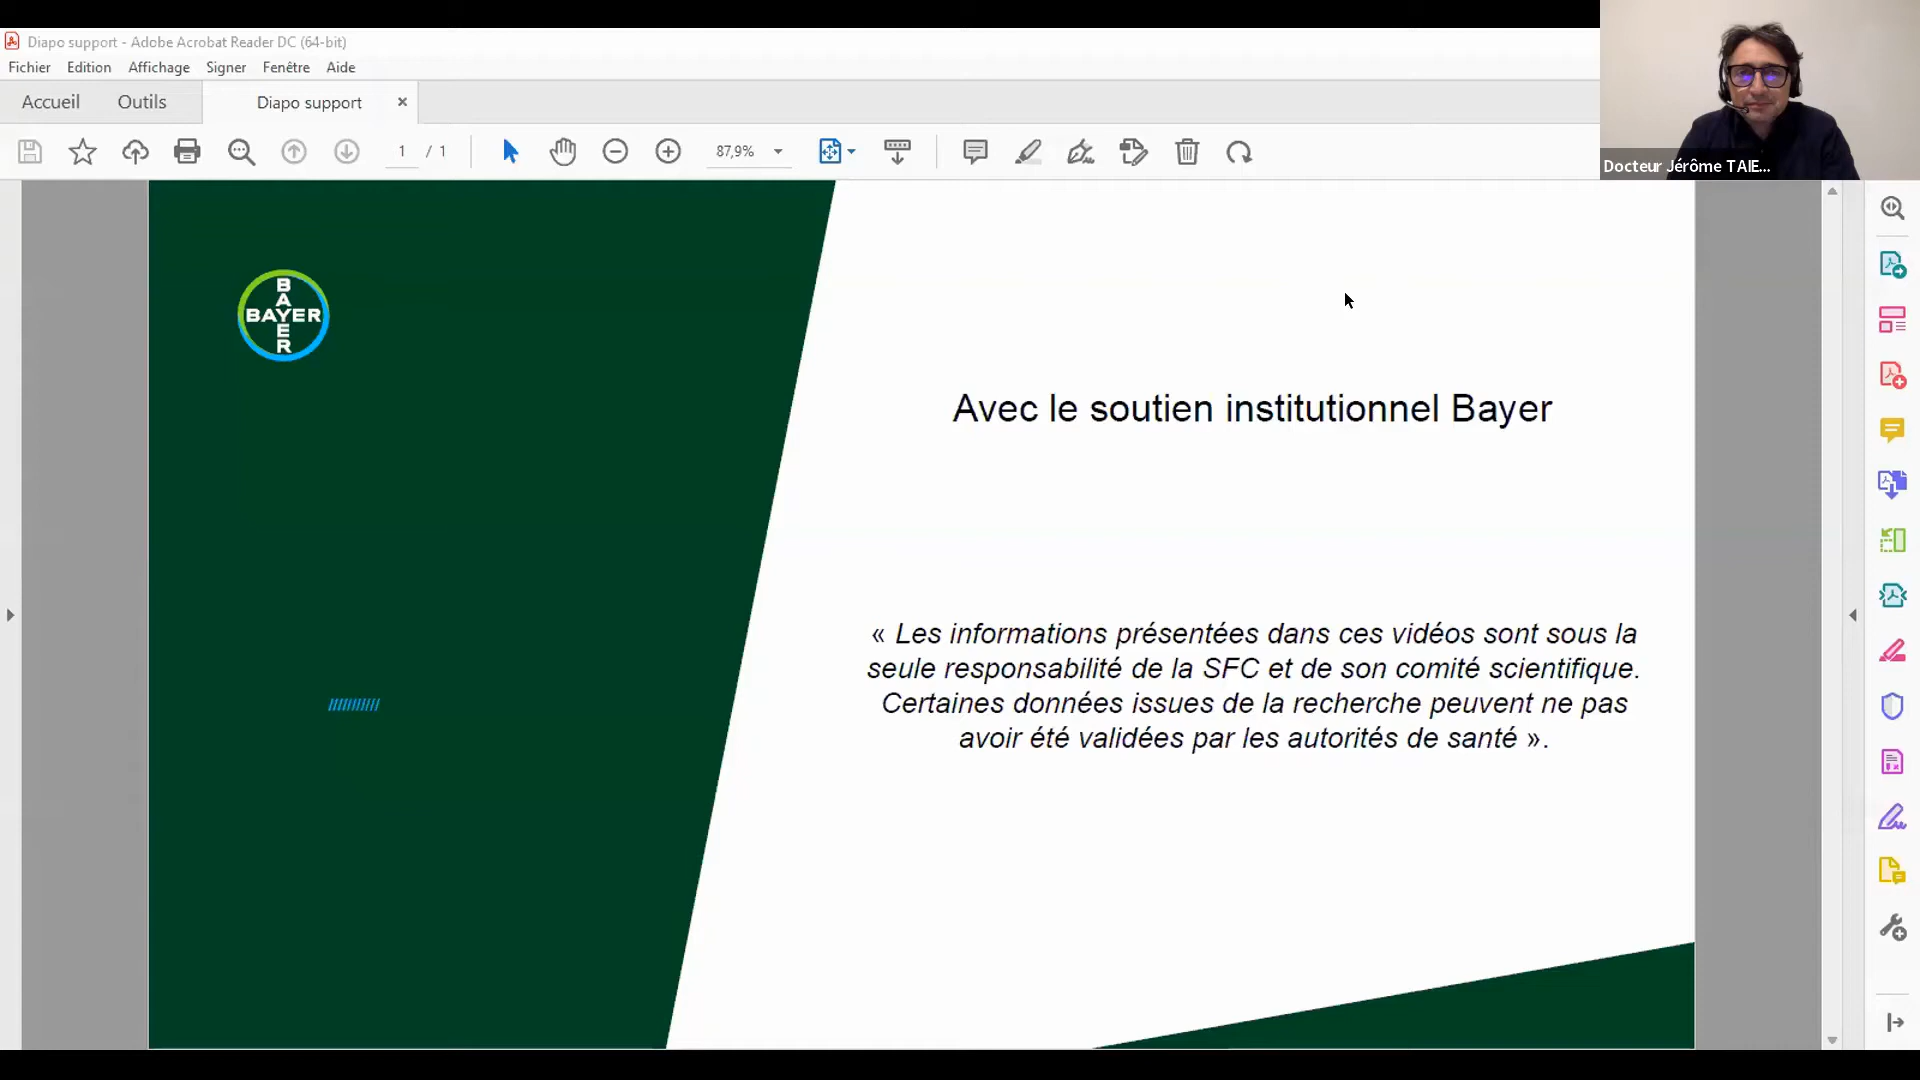 Diapo support - Adobe Acrobat Reader DC (64-bit)
Fichier Edition Affichage Signer Fenêtre Aide
Accueil Outils Diapo support ×
1 / 1 87,9%
Docteur Jérôme TAIE...
BAYER
BAYER
Avec le soutien institutionnel Bayer
« Les informations présentées dans ces vidéos sont sous la
seule responsabilité de la SFC et de son comité scientifique.
Certaines données issues de la recherche peuvent ne pas
avoir été validées par les autorités de santé ».